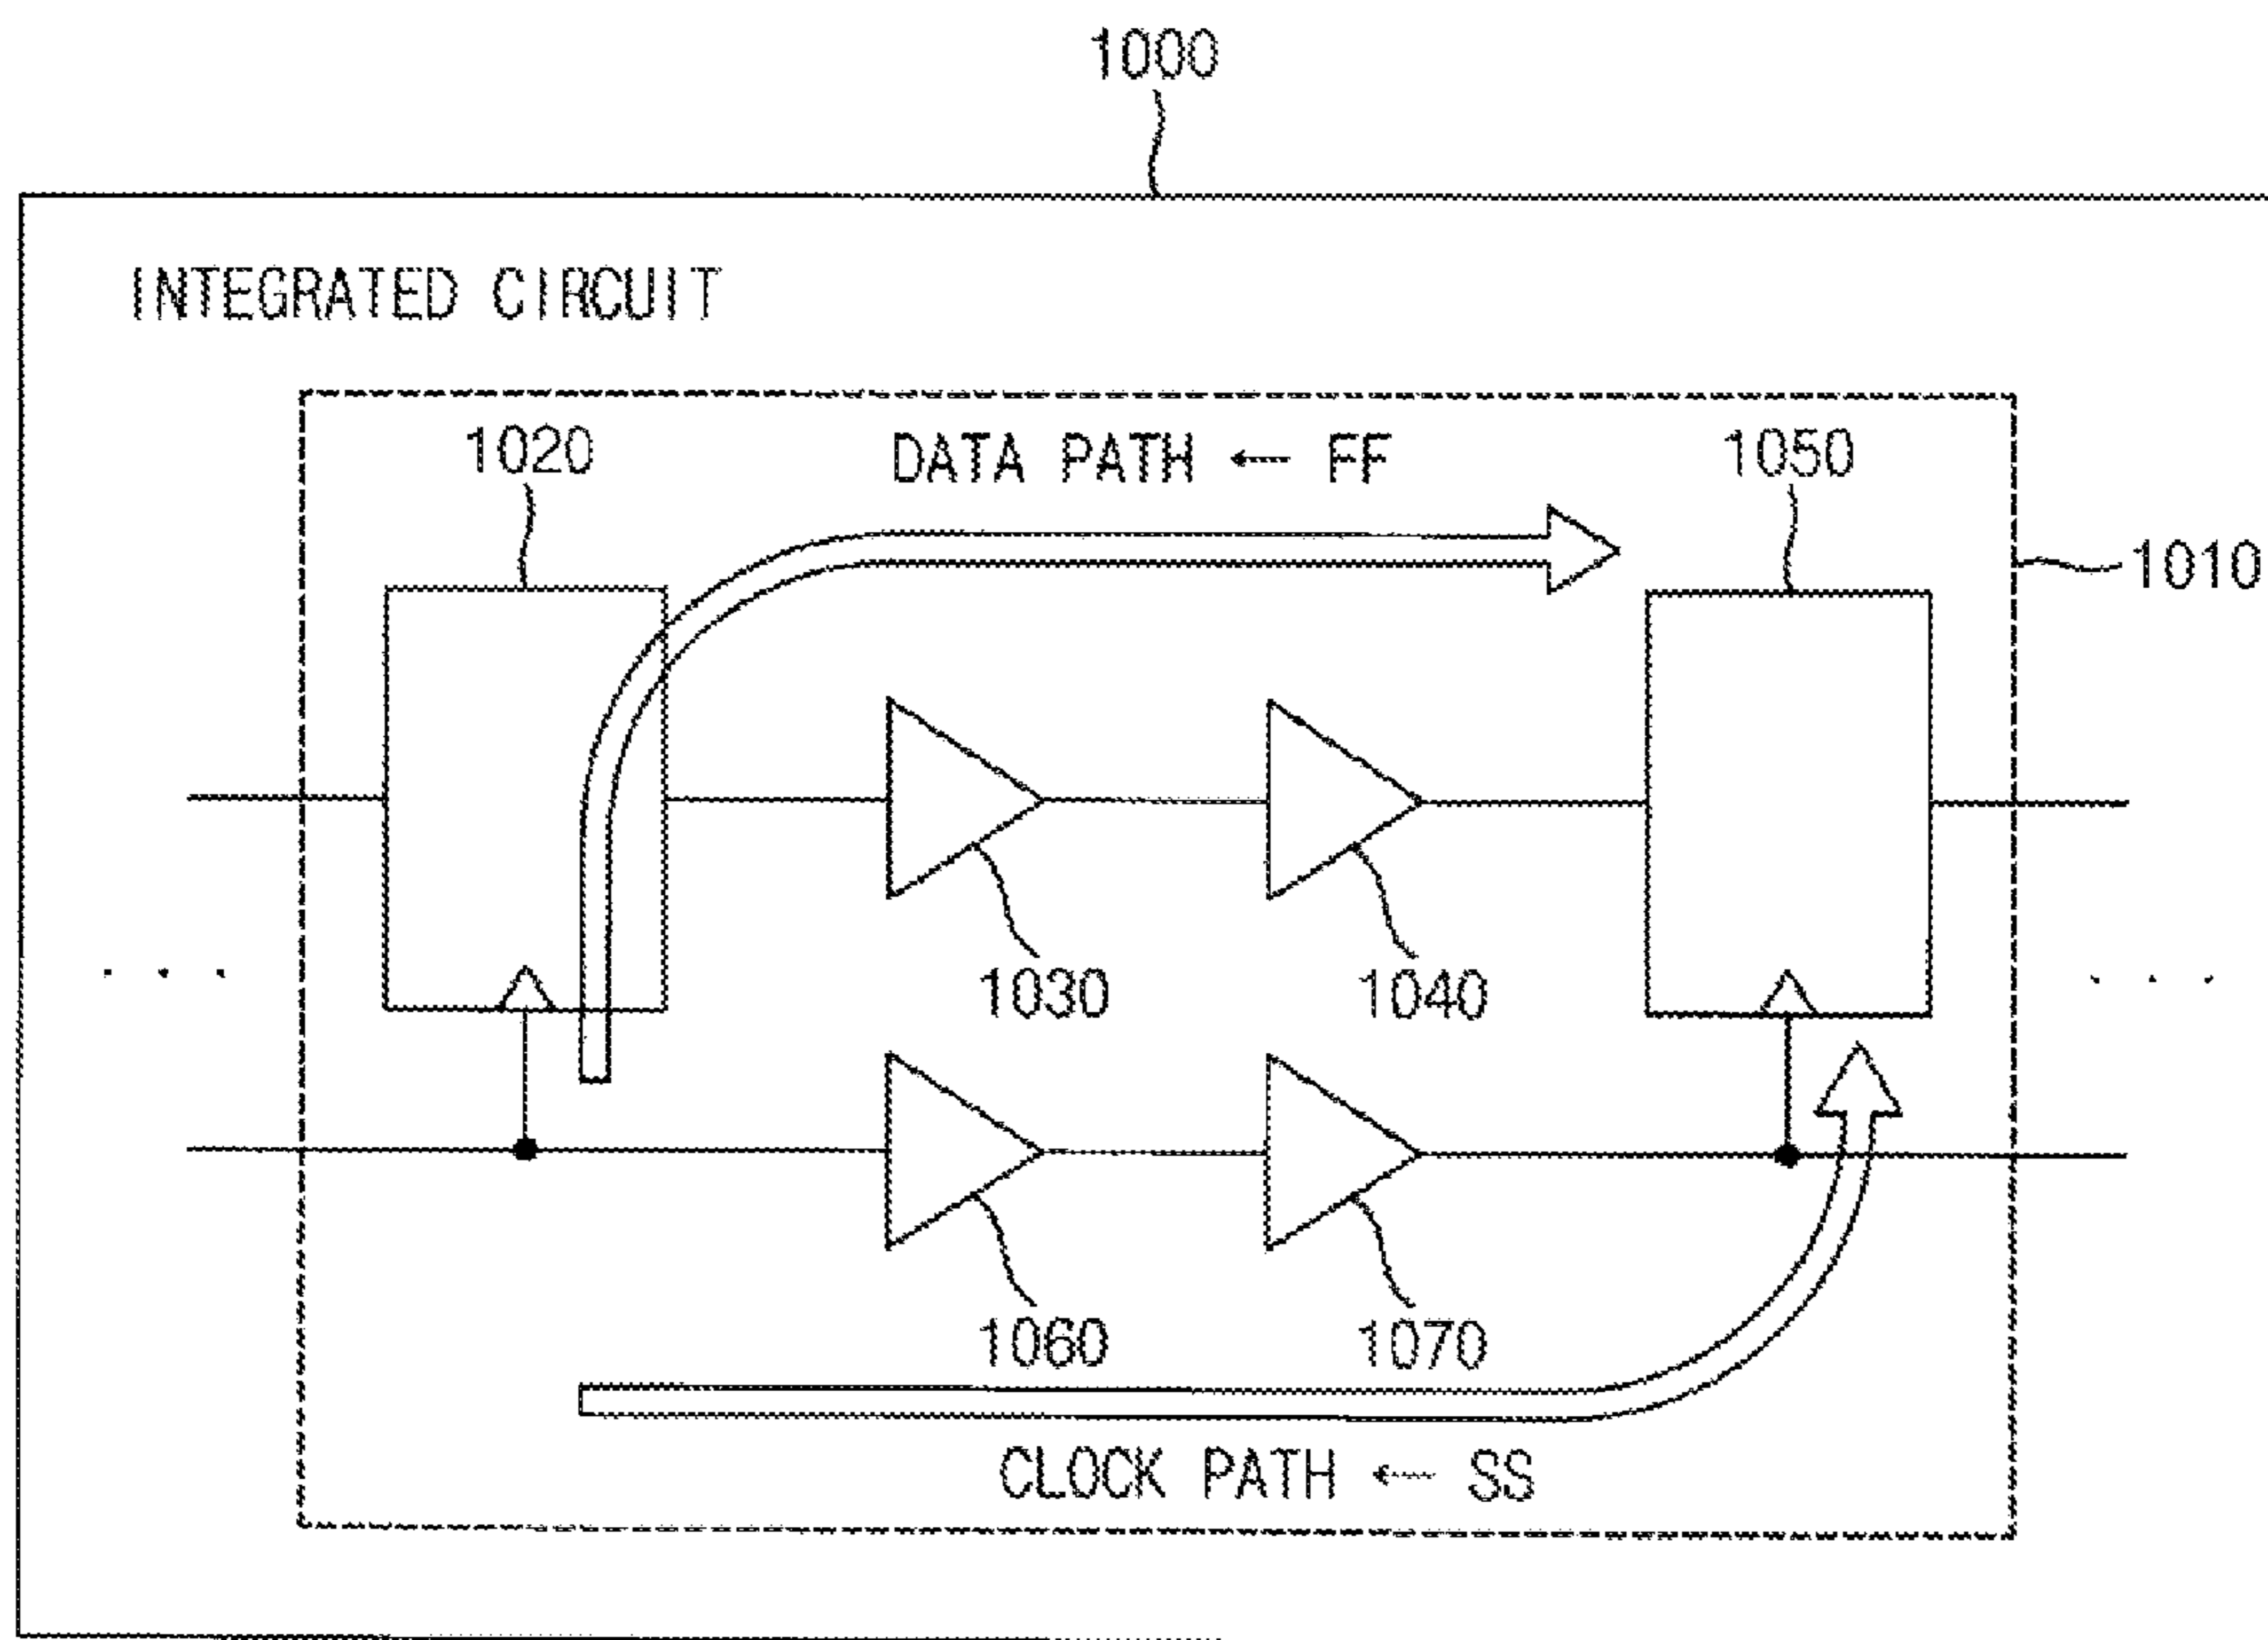 1000
INTEGRATED CIRCUIT
1020
DATA PATH ← FF
1050
1010
1030
1040
. . .
. . .
1060
1070
CLOCK PATH ← SS